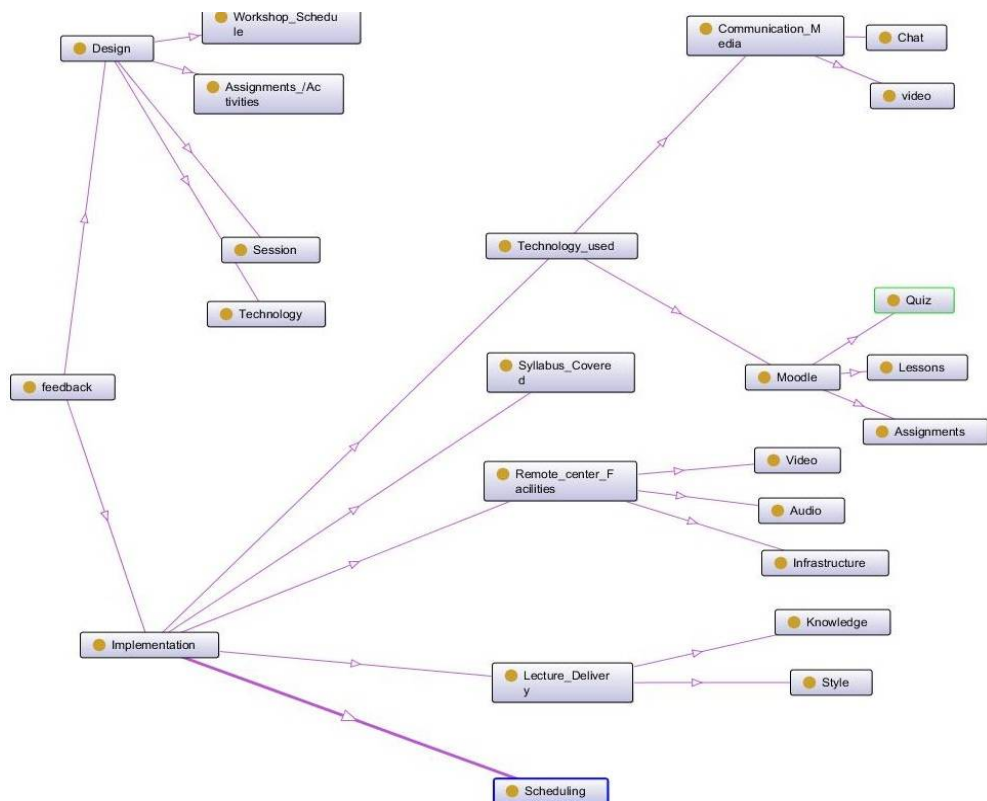 Workshop_Schedu
le
Design
Assignments_/Ac
tivities
Session
Technology
feedback
Implementation
Communication_M
edia
Chat
video
Technology_used
Quiz
Moodle
Lessons
Assignments
Syllabus_Covere
d
Remote_center_F
acilities
Video
Audio
Infrastructure
Knowledge
Lecture_Deliver
y
Style
Scheduling